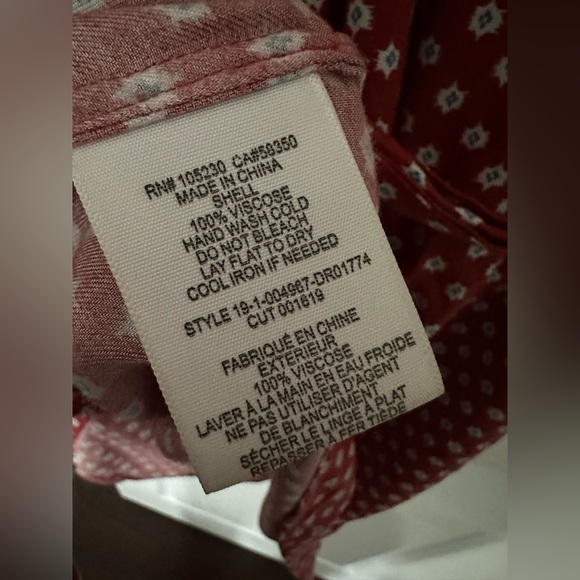 RN# 105230 CA#59350
MADE IN CHINA
SHELL
100% VISCOSE
HAND WASH COLD
DO NOT BLEACH
LAY FLAT TO DRY
COOL IRON IF NEEDED
STYLE 19-1-004967-DR01774
CUT 001619
FABRIQUÉ EN CHINE
EXTERIEUR
100% VISCOSE
LAVER À LA MAIN EN EAU FROIDE
NE PAS UTILISER D'AGENT
DE BLANCHIMENT
SÉCHER LE LINGE À PLAT
REPASSER À FER TIÈDE